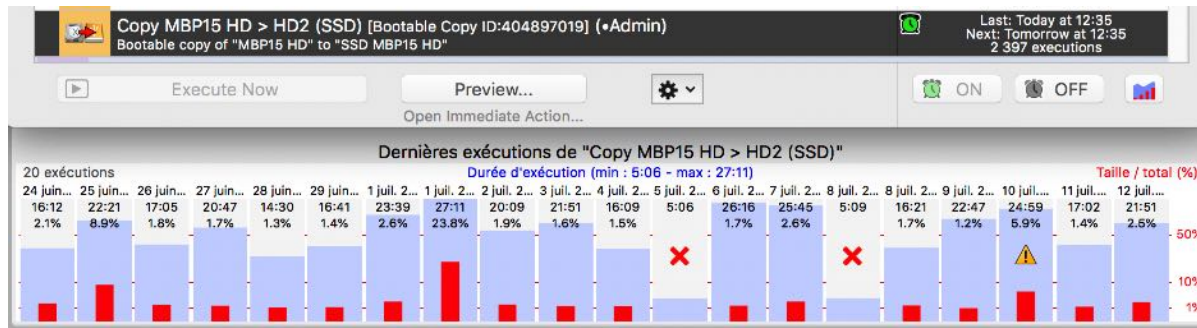 Copy MBP15 HD > HD2 (SSD) [Bootable Copy ID:404897019] (•Admin)
Bootable copy of "MBP15 HD" to "SSD MBP15 HD"
Last: Today at 12:35
Next: Tomorrow at 12:35
2 397 executions
Execute Now
Preview...
ON
OFF
Open Immediate Action...
Dernières exécutions de "Copy MBP15 HD > HD2 (SSD)"
20 exécutions
Durée d'exécution (min : 5:06 - max : 27:11)
Taille / total (%)
24 juin... 25 juin... 26 juin... 27 juin... 28 juin... 29 juin... 1 juil. 2... 1 juil. 2... 2 juil. 2... 3 juil. 2... 4 juil. 2... 5 juil. 2... 6 juil. 2... 7 juil. 2... 8 juil. 2... 8 juil. 2... 9 juil. 2... 10 juil.... 11 juil.... 12 juil....
16:12 22:21 17:05 20:47 14:30 16:41 23:39 27:11 20:09 21:51 16:09 5:06 26:16 25:45 5:09 16:21 22:47 24:59 17:02 21:51
2.1% 8.9% 1.8% 1.7% 1.3% 1.4% 2.6% 23.8% 1.9% 1.6% 1.5% 1.7% 2.6% 1.7% 1.2% 5.9% 1.4% 2.5%
50%
10%
1%